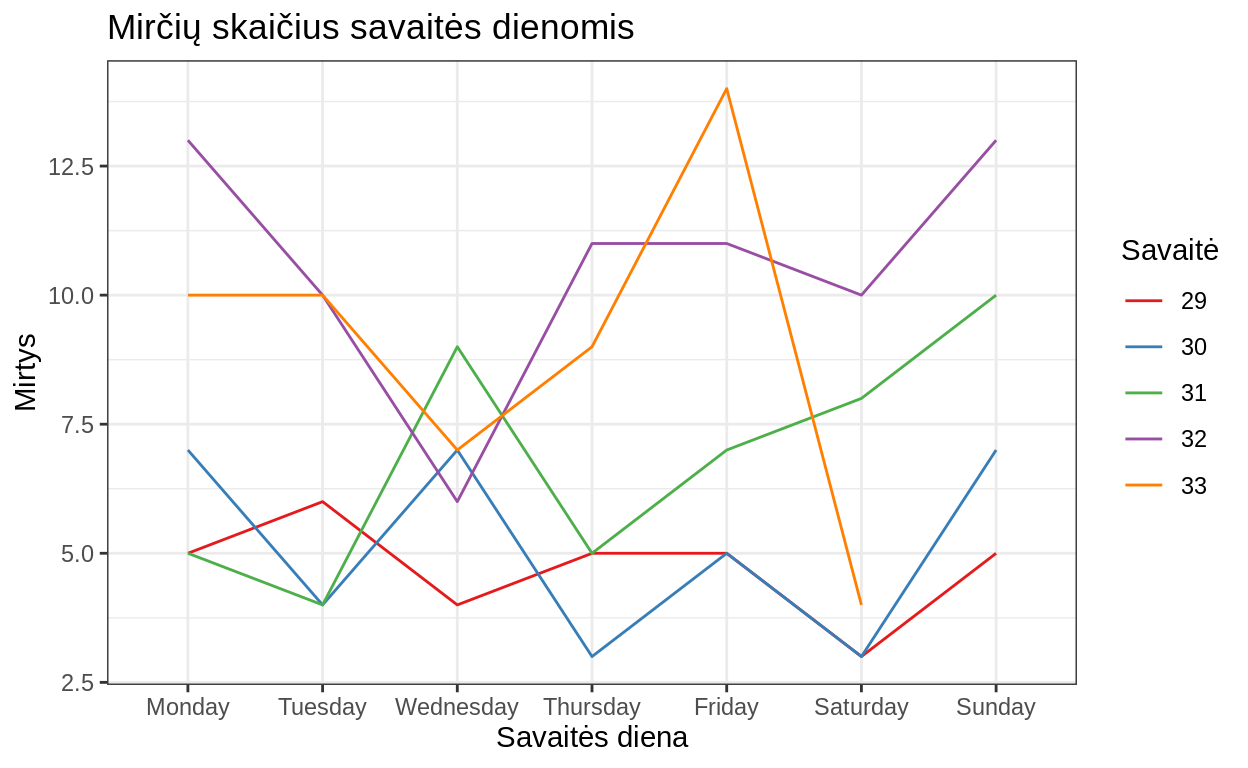 Mirčių skaičius savaitės dienomis
Mirtys
12.5
10.0
7.5
5.0
2.5
Monday Tuesday Wednesday Thursday Friday Saturday Sunday
Savaitės diena
Savaitė
29
30
31
32
33